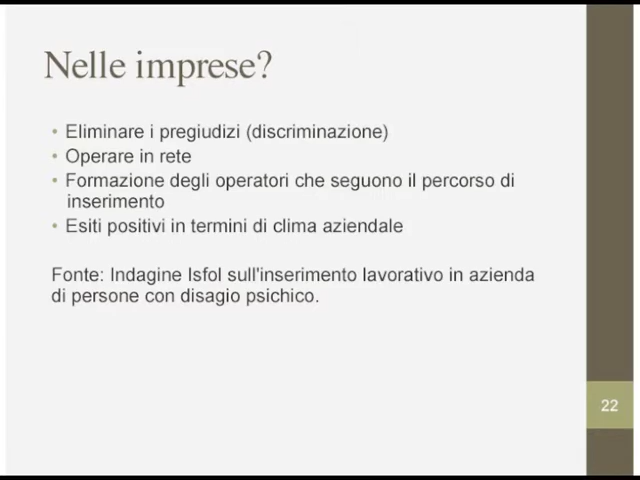 Nelle imprese?
• Eliminare i pregiudizi (discriminazione)
• Operare in rete
• Formazione degli operatori che seguono il percorso di
inserimento
• Esiti positivi in termini di clima aziendale
Fonte: Indagine Isfol sull'inserimento lavorativo in azienda
di persone con disagio psichico.
22